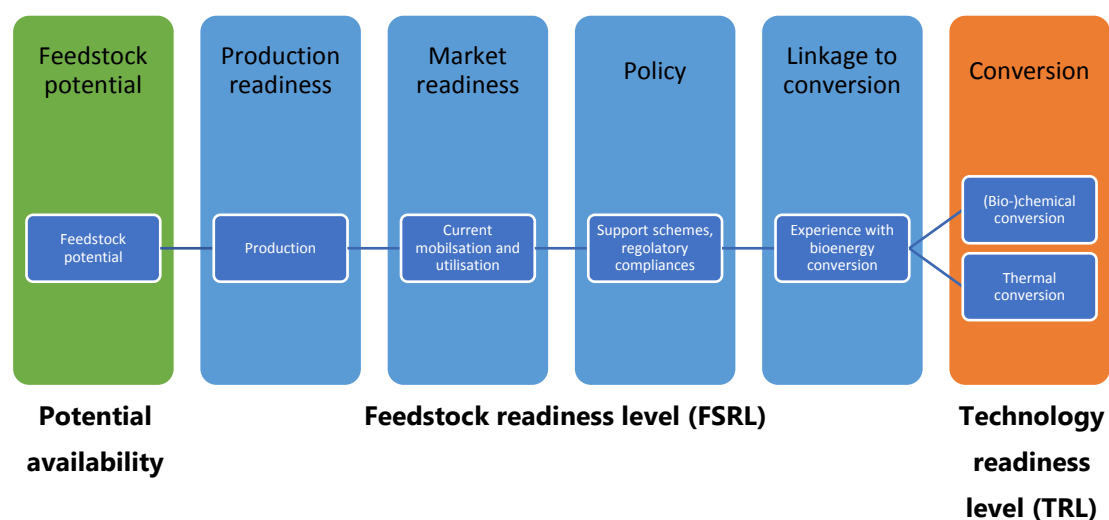 Feedstock
potential
Production
readiness
Market
readiness
Policy
Linkage to
conversion
Conversion
Feedstock
potential
Production
Current
mobilisation and
utilisation
Support schemes,
regolatory
compliances
Experience with
bioenergy
conversion
(Bio-)chemical
conversion
Thermal
conversion
Potential
availability
Feedstock readiness level (FSRL)
Technology
readiness
level (TRL)